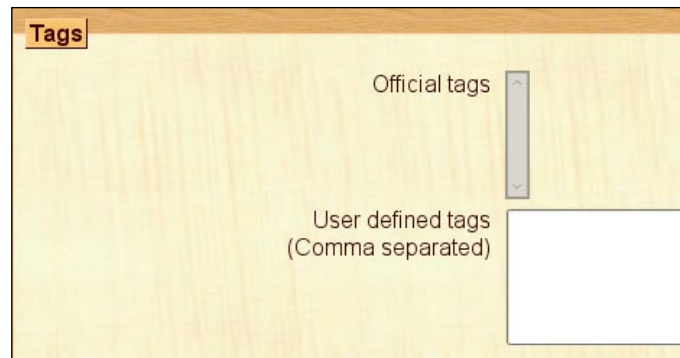 Tags
Official tags
User defined tags
(Comma separated)